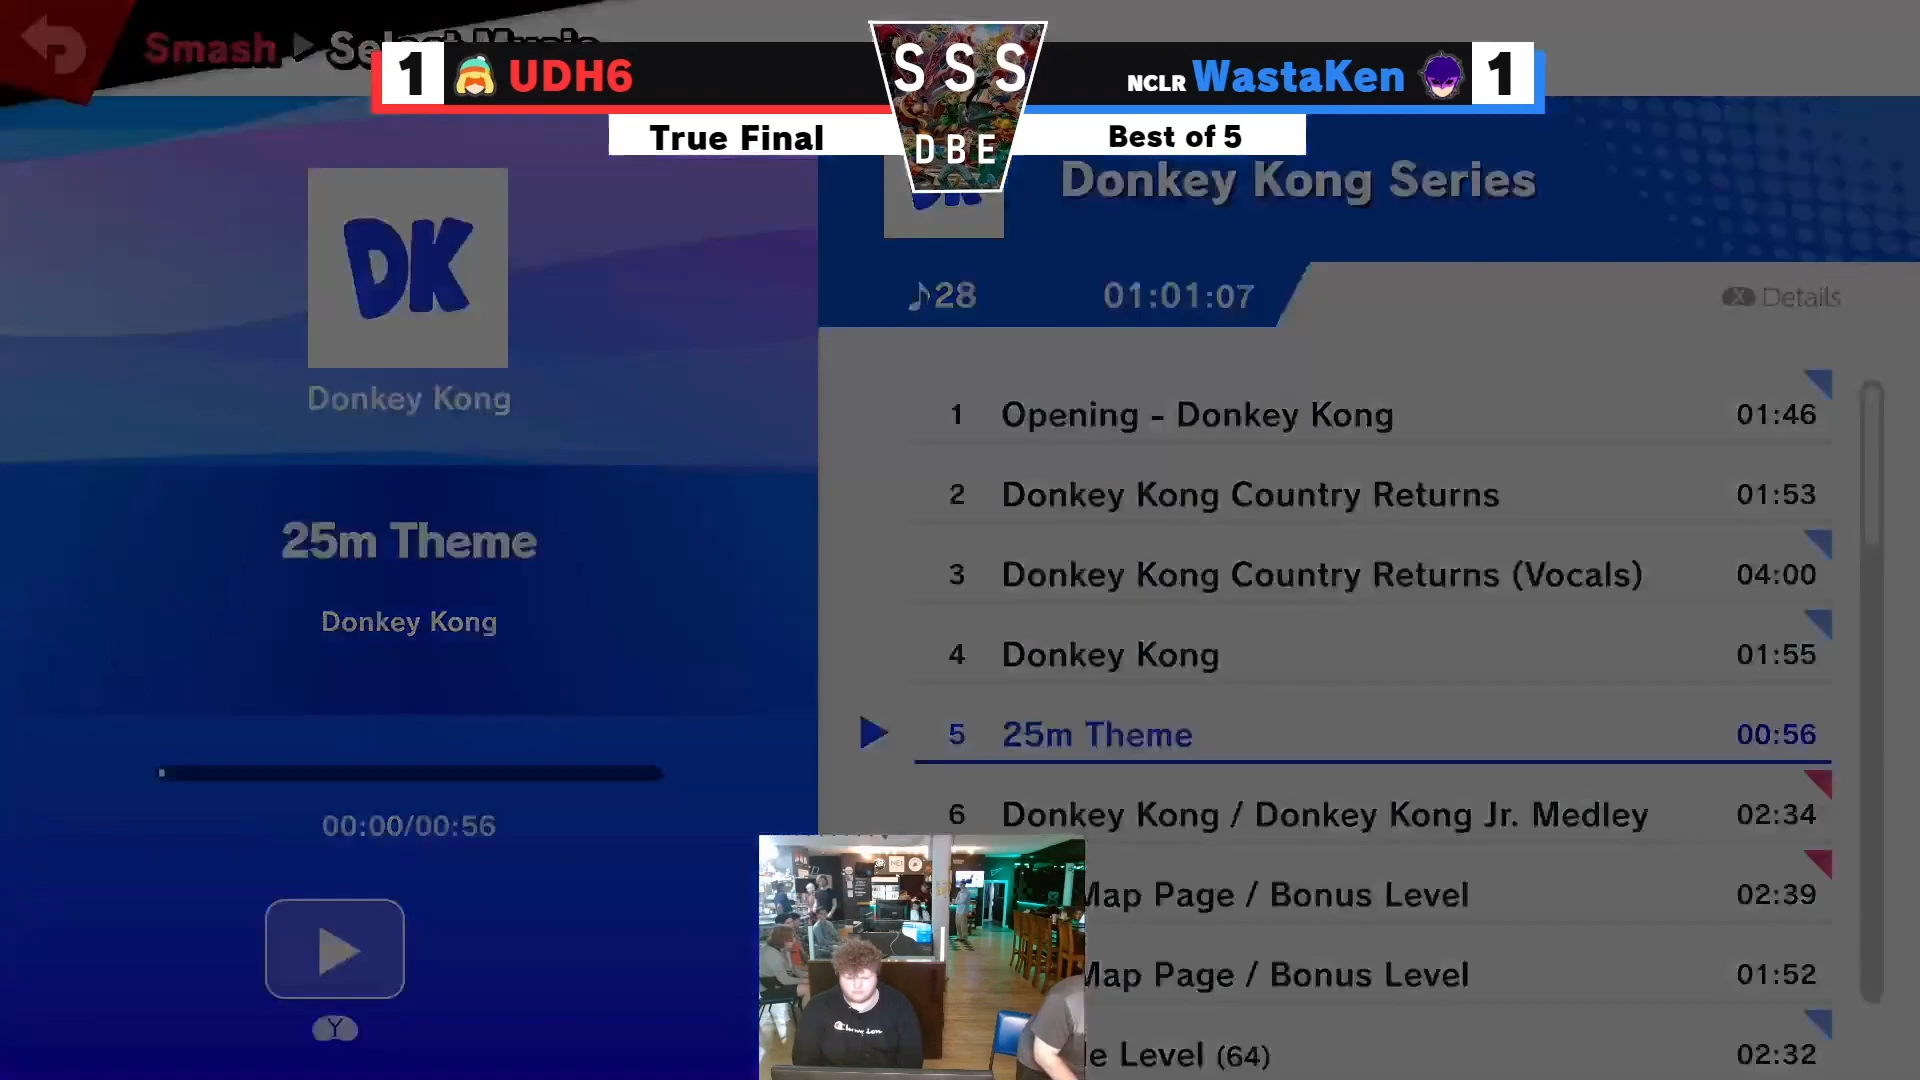 Smash ▶ Select Music
1 UDH6
SSS
DBE
NCLR WastaKen 1
True Final
Best of 5
DK
Donkey Kong
25m Theme
Donkey Kong
00:00/00:56
Y
DK
Donkey Kong Series
♪28 01:01:07
X Details
1 Opening - Donkey Kong 01:46
2 Donkey Kong Country Returns 01:53
3 Donkey Kong Country Returns (Vocals) 04:00
4 Donkey Kong 01:55
5 25m Theme 00:56
6 Donkey Kong / Donkey Kong Jr. Medley 02:34
Map Page / Bonus Level 02:39
Map Page / Bonus Level 01:52
e Level (64) 02:32
Champion